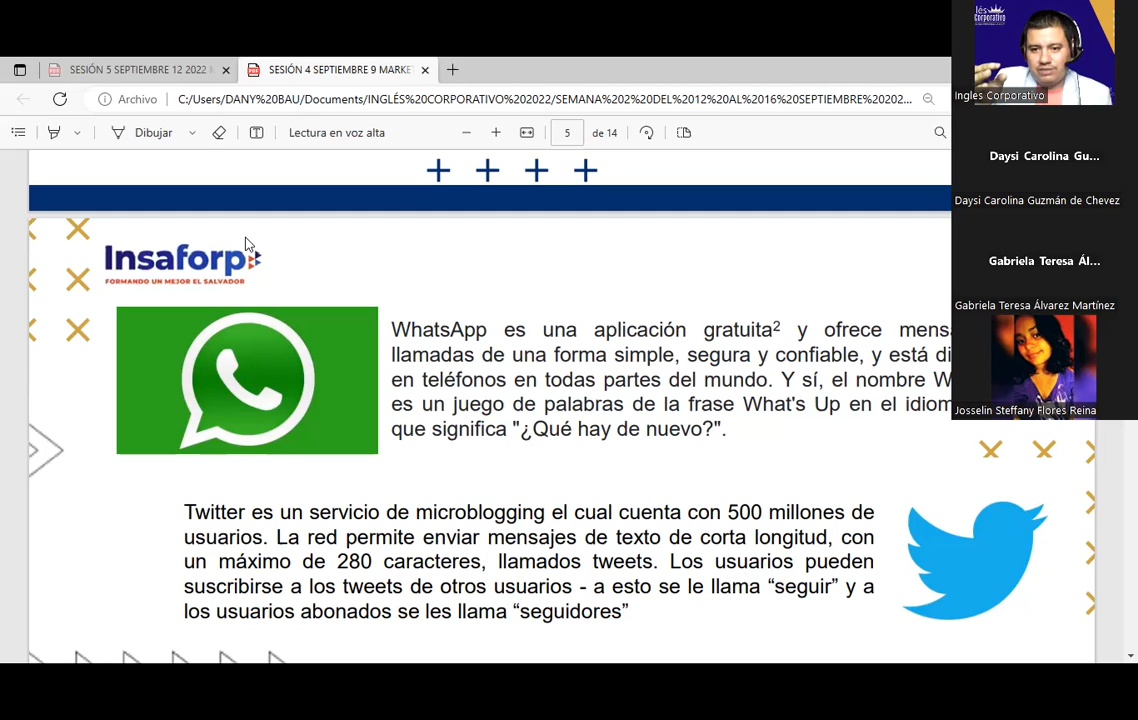 SESIÓN 5 SEPTIEMBRE 12 2022
SESIÓN 4 SEPTIEMBRE 9 MARKE
Archivo
C:/Users/DANY%20BAU/Documents/INGLÉS%20CORPORATIVO%202022/SEMANA%202%20DEL%2012%20AL%2016%20SEPTIEMBRE%20202...
Dibujar
Lectura en voz alta
5
de 14
Insaforp
FORMANDO UN MEJOR EL SALVADOR
WhatsApp es una aplicación gratuita² y ofrece mens
llamadas de una forma simple, segura y confiable, y está di
en teléfonos en todas partes del mundo. Y sí, el nombre W
es un juego de palabras de la frase What's Up en el idiom
que significa "¿Qué hay de nuevo?".
Twitter es un servicio de microblogging el cual cuenta con 500 millones de
usuarios. La red permite enviar mensajes de texto de corta longitud, con
un máximo de 280 caracteres, llamados tweets. Los usuarios pueden
suscribirse a los tweets de otros usuarios - a esto se le llama “seguir” y a
los usuarios abonados se les llama “seguidores”
lés
Corporativo
Ingles Corporativo
Daysi Carolina Gu...
Daysi Carolina Guzmán de Chevez
Gabriela Teresa Ál...
Gabriela Teresa Álvarez Martínez
Josselin Steffany Flores Reina